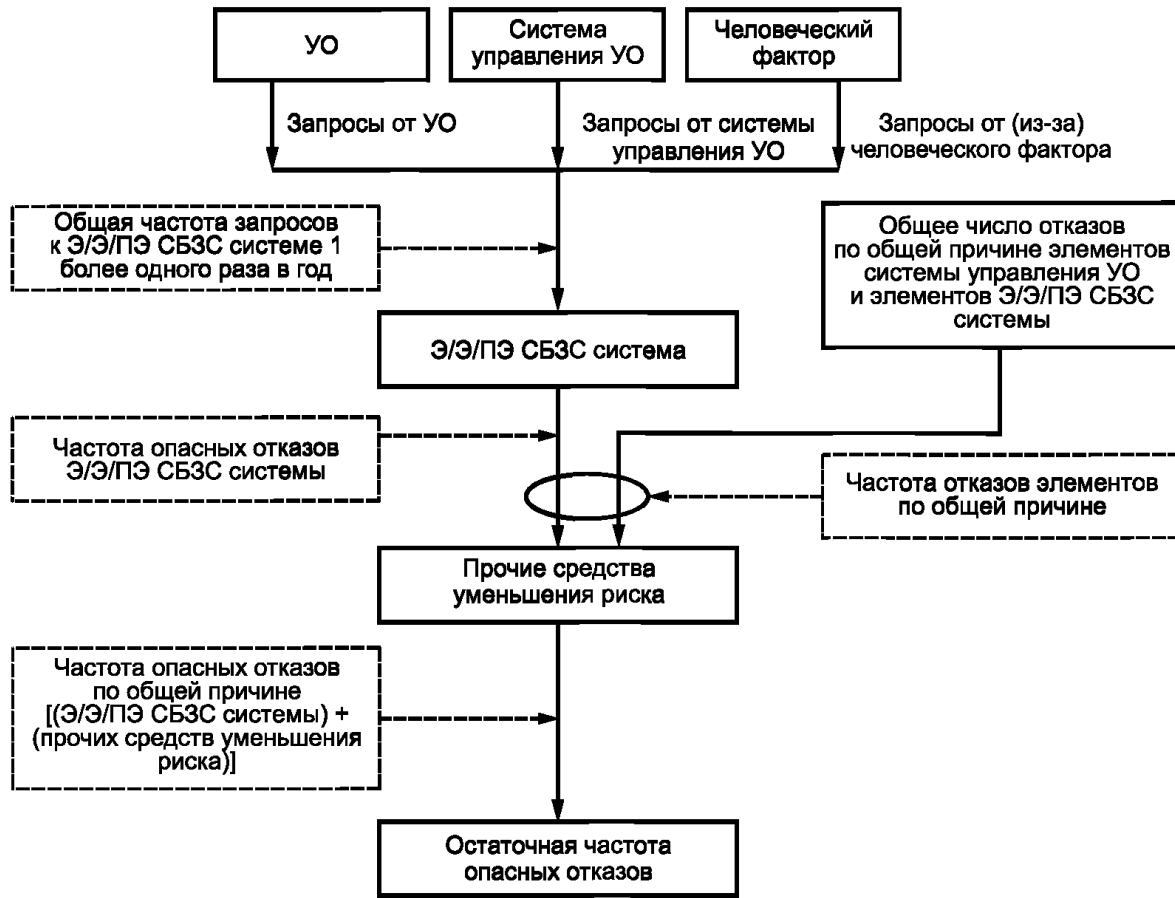 УО
Система
управления УО
Человеческий
фактор
Запросы от УО
Запросы от системы
управления УО
Запросы от (из-за)
человеческого фактора
Общая частота запросов
к Э/Э/ПЭ СБЗС системе 1
более одного раза в год
Общее число отказов
по общей причине элементов
системы управления УО
и элементов Э/Э/ПЭ СБЗС
системы
Э/Э/ПЭ СБЗС система
Частота опасных отказов
Э/Э/ПЭ СБЗС системы
Частота отказов элементов
по общей причине
Прочие средства
уменьшения риска
Частота опасных отказов
по общей причине
[(Э/Э/ПЭ СБЗС системы) +
(прочих средств уменьшения
риска)]
Остаточная частота
опасных отказов